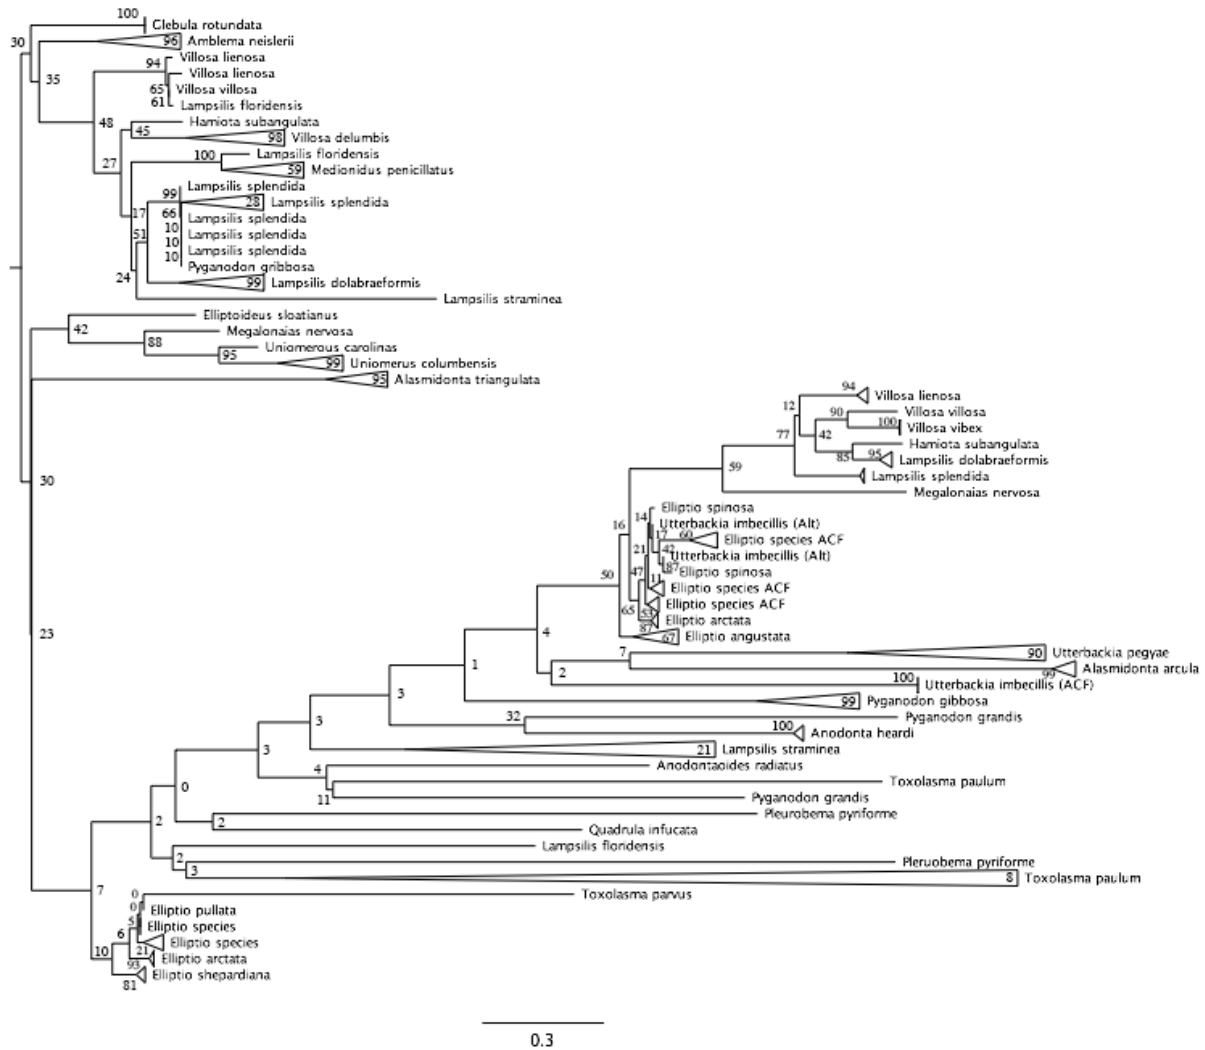 100
Clebula rotundata
30
96
Amblema neislerii
Villosa lienosa
94
Villosa lienosa
35
65
Villosa villosa
61
Lampsilis floridensis
48
Hamiota subangulata
45
98
Villosa delumbis
Lampsilis floridensis
100
27
59
Medionidus penicillatus
Lampsilis splendida
99
28
Lampsilis splendida
17
66
Lampsilis splendida
10
51
Lampsilis splendida
10
Lampsilis splendida
10
Pyganodon gribbosa
24
99
Lampsilis dolabraeformis
Lampsilis straminea
Elliptoideus sloatianus
42
Megalonaias nervosa
88
Uniomerous carolinas
95
99
Uniomerus columbensis
95
Alasmidonta triangulata
94
Villosa lienosa
12
90
Villosa villosa
100
Villosa vibex
77
42
Hamiota subangulata
85
95
Lampsilis dolabraeformis
59
Lampsilis splendida
30
Megalonaias nervosa
Elliptio spinosa
14
16
Utterbackia imbecillis (Alt)
17
60
Elliptio species ACF
21
42
Utterbackia imbecillis (Alt)
87
Elliptio spinosa
50
47
11
Elliptio species ACF
Elliptio species ACF
65
53
Elliptio arctata
87
23
4
67
Elliptio angustata
7
90
Utterbackia pegyae
1
2
99
Alasmidonta arcula
100
Utterbackia imbecillis (ACF)
3
99
Pyganodon gibbosa
32
Pyganodon grandis
3
100
Anodonta heardi
3
21
Lampsilis straminea
4
Anodontaoides radiatus
0
Toxolasma paulum
11
Pyganodon grandis
2
2
Pleurobema pyriforme
Quadrula infucata
Lampsilis floridensis
2
3
Pleruobema pyriforme
8
Toxolasma paulum
7
0
Toxolasma parvus
0
Elliptio pullata
5
Elliptio species
6
Elliptio species
10
21
Elliptio arctata
93
Elliptio shepardiana
81
0.3